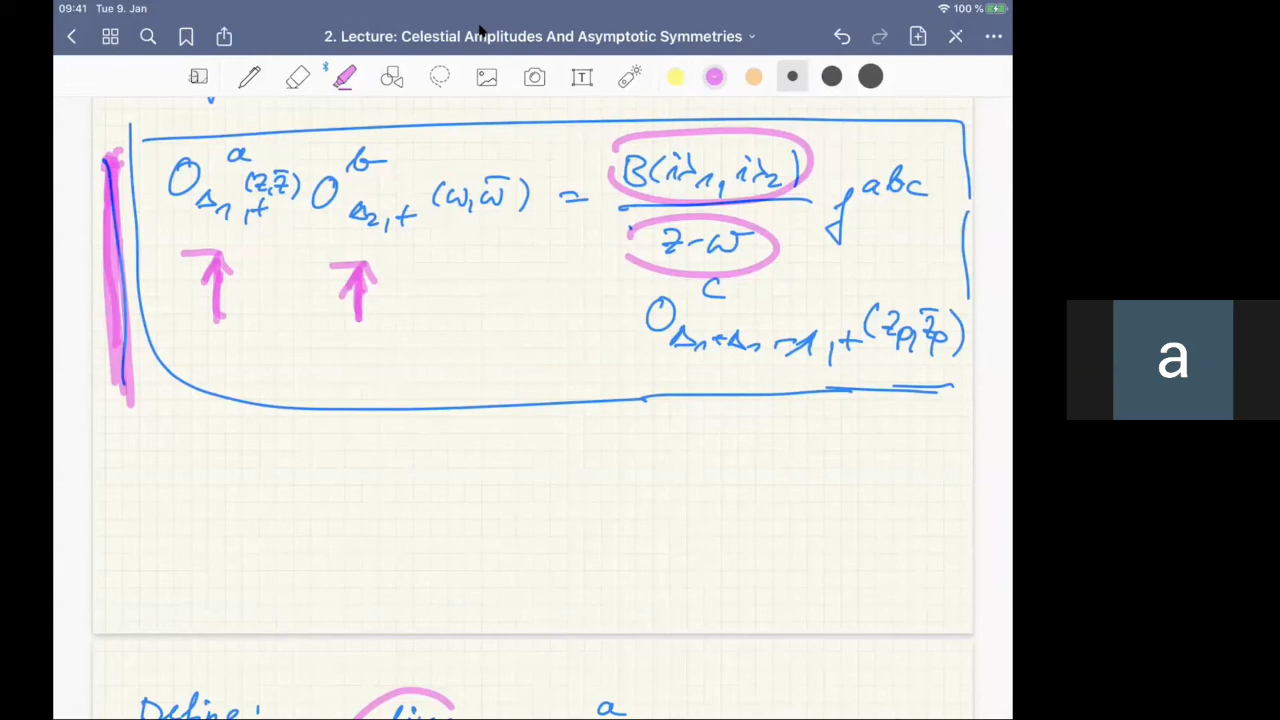 09:41 Tue 9. Jan 100 %
2. Lecture: Celestial Amplitudes And Asymptotic Symmetries
O^a_{Δ1,+}(z,z̄) O^b_{Δ2,+}(ω,ω̄) = B(iλ1, iλ2) / (z-ω) f^{abc}
O^c_{Δ1+Δ2-1,+}(z_p, z̄_p)
a
Define:
a